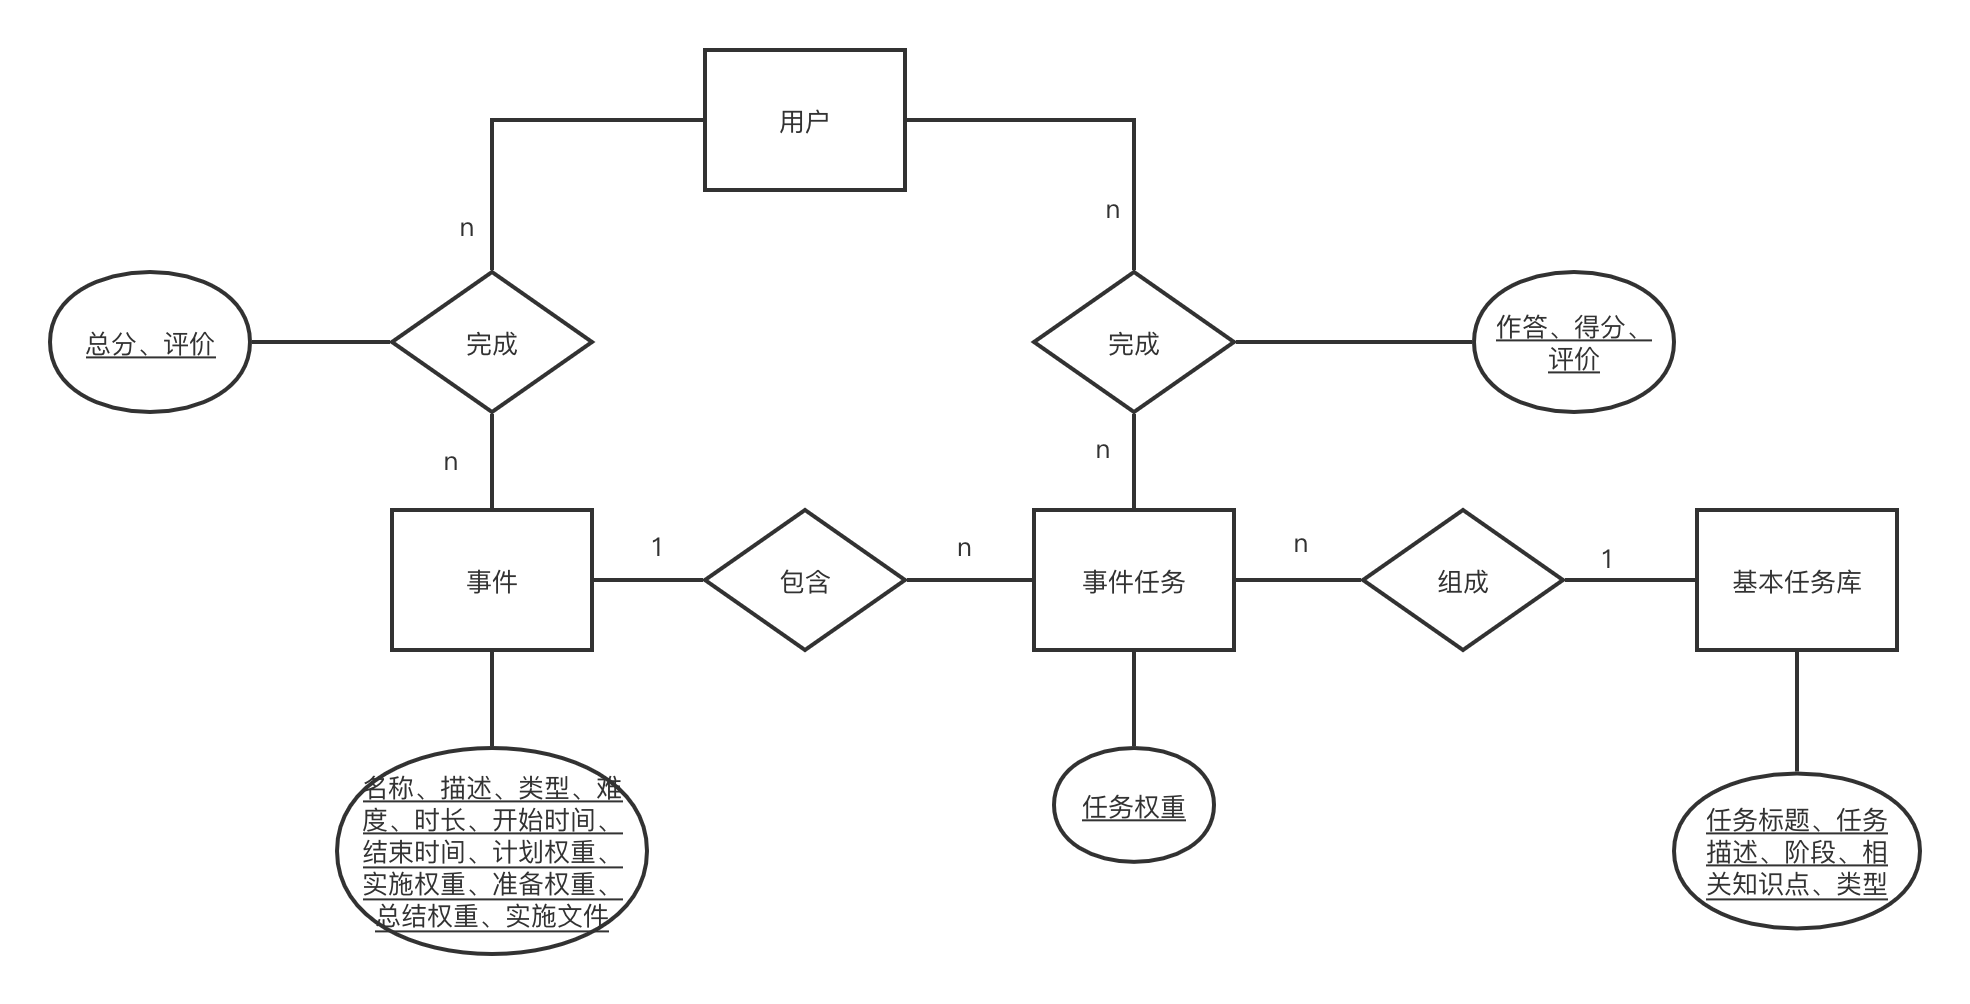 用户
n
n
总分、评价
完成
完成
作答、得分、
评价
n
n
事件
1
包含
n
事件任务
n
组成
1
基本任务库
名称、描述、类型、难
度、时长、开始时间、
结束时间、计划权重、
实施权重、准备权重、
总结权重、实施文件
任务权重
任务标题、任务
描述、阶段、相
关知识点、类型